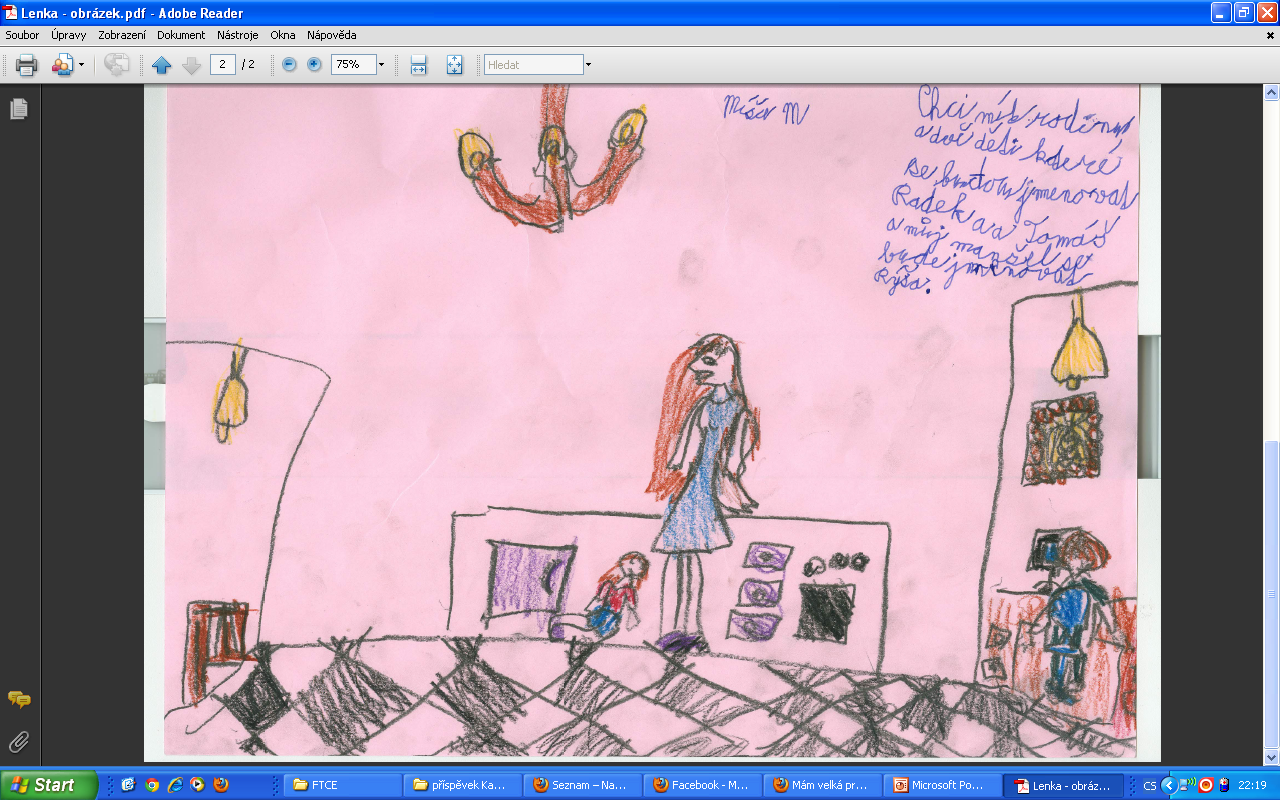 Lenka - obrázek.pdf - Adobe Reader
Soubor Úpravy Zobrazení Dokument Nástroje Okna Nápověda
2 / 2 75% Hledat
Míša M
Chci mít rodinu
a dvě děti které
se budou jmenovat
Radek a a Tomáš
a můj manžel se
bude jmenovat
Rýša.
Start FTCE příspěvek Ka... Seznam – Na... Facebook - M... Mám velká pr... Microsoft Po... Lenka - obráz... CS 22:19